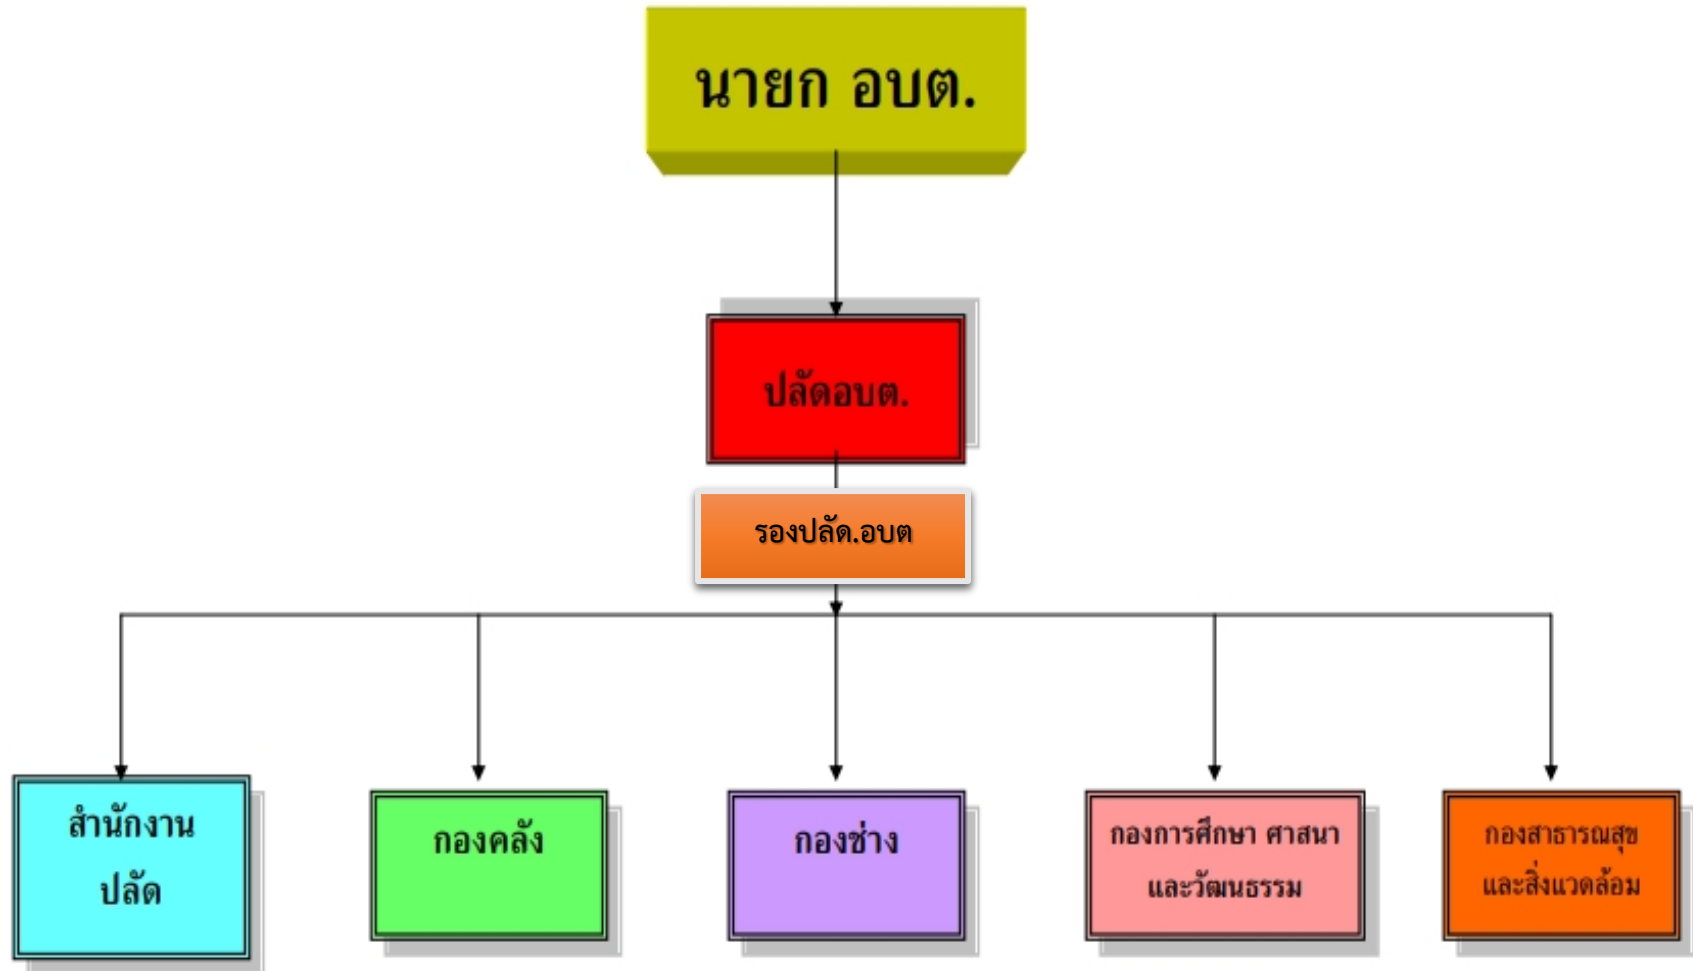 นายก อบต.
ปลัดอบต.
รองปลัด.อบต
สำนักงาน
ปลัด
กองคลัง
กองช่าง
กองการศึกษา ศาสนา
และวัฒนธรรม
กองสาธารณสุข
และสิ่งแวดล้อม